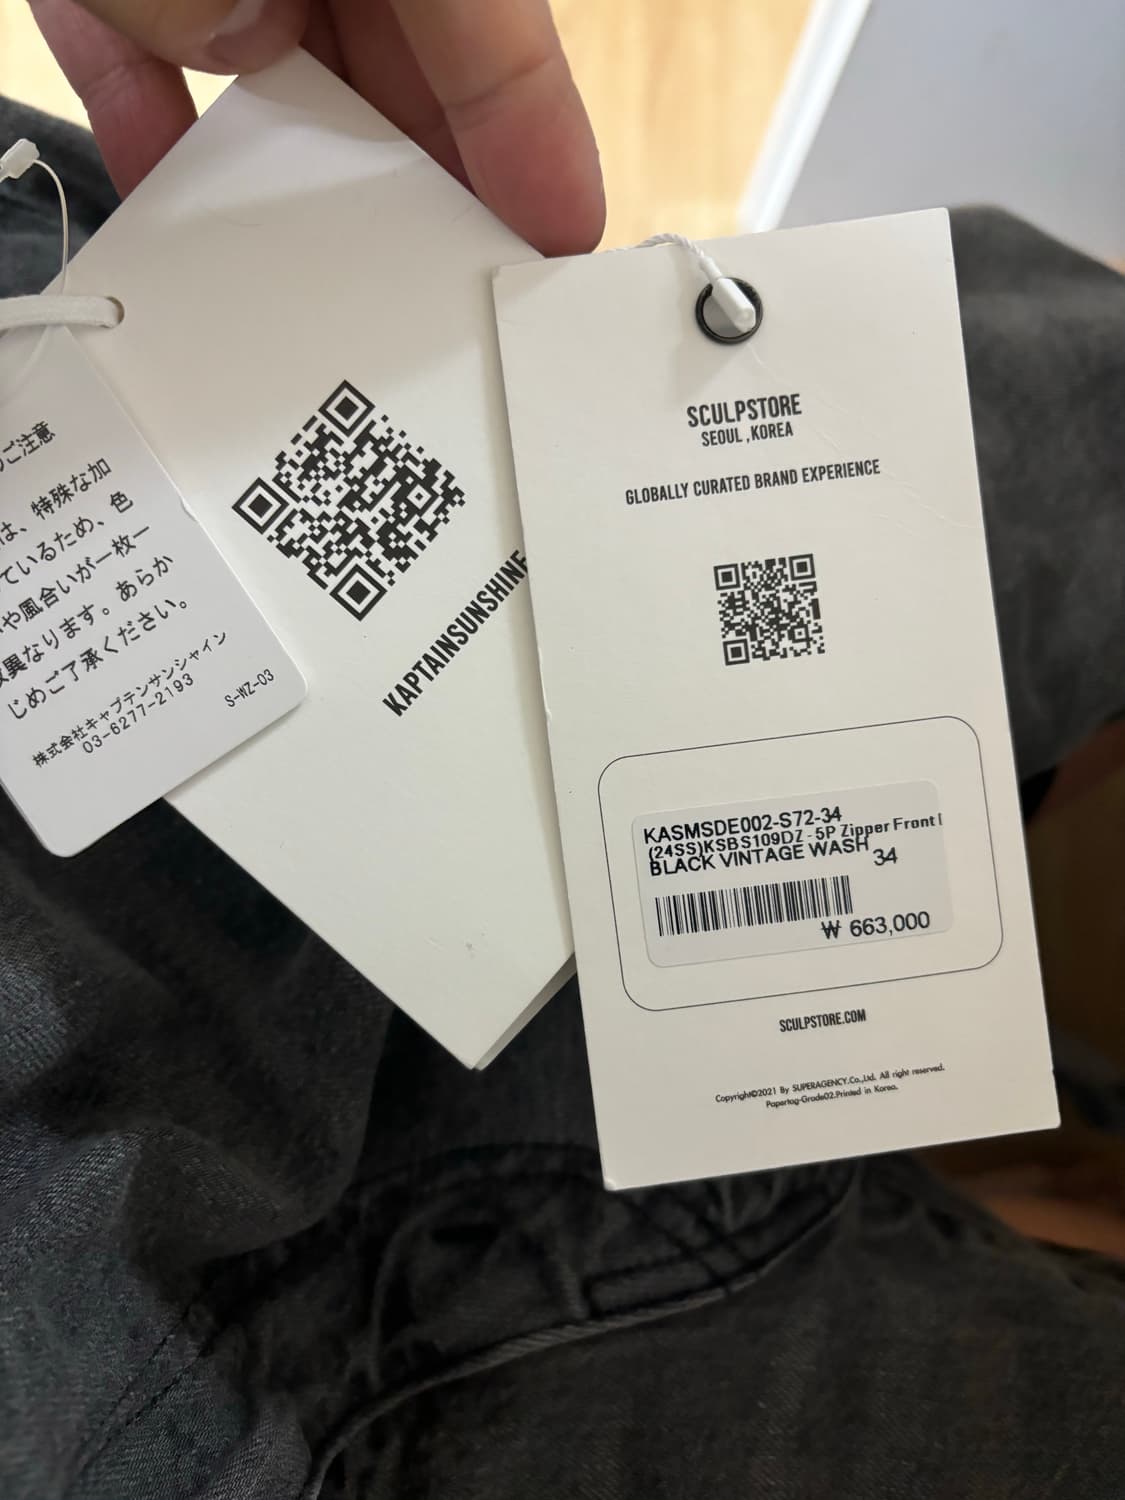 ご注意
は、特殊な加
ているため、色
や風合いが一枚一
異なります。あらか
じめご了承ください。
株式会社キャプテンサンシャイン
03-6277-2193
S-WZ-03
KAPTAINSUNSHINE
SCULPSTORE
SEOUL ,KOREA
GLOBALLY CURATED BRAND EXPERIENCE
KASMSDE002-S72-34
(24SS)KSBS109DZ - 5P Zipper Front
BLACK VINTAGE WASH
34
₩ 663,000
SCULPSTORE.COM
Copyright©2021 By SUPERAGENCY.Co.,Ltd. All right reserved.
Papertag-Grade02.Printed in Korea.